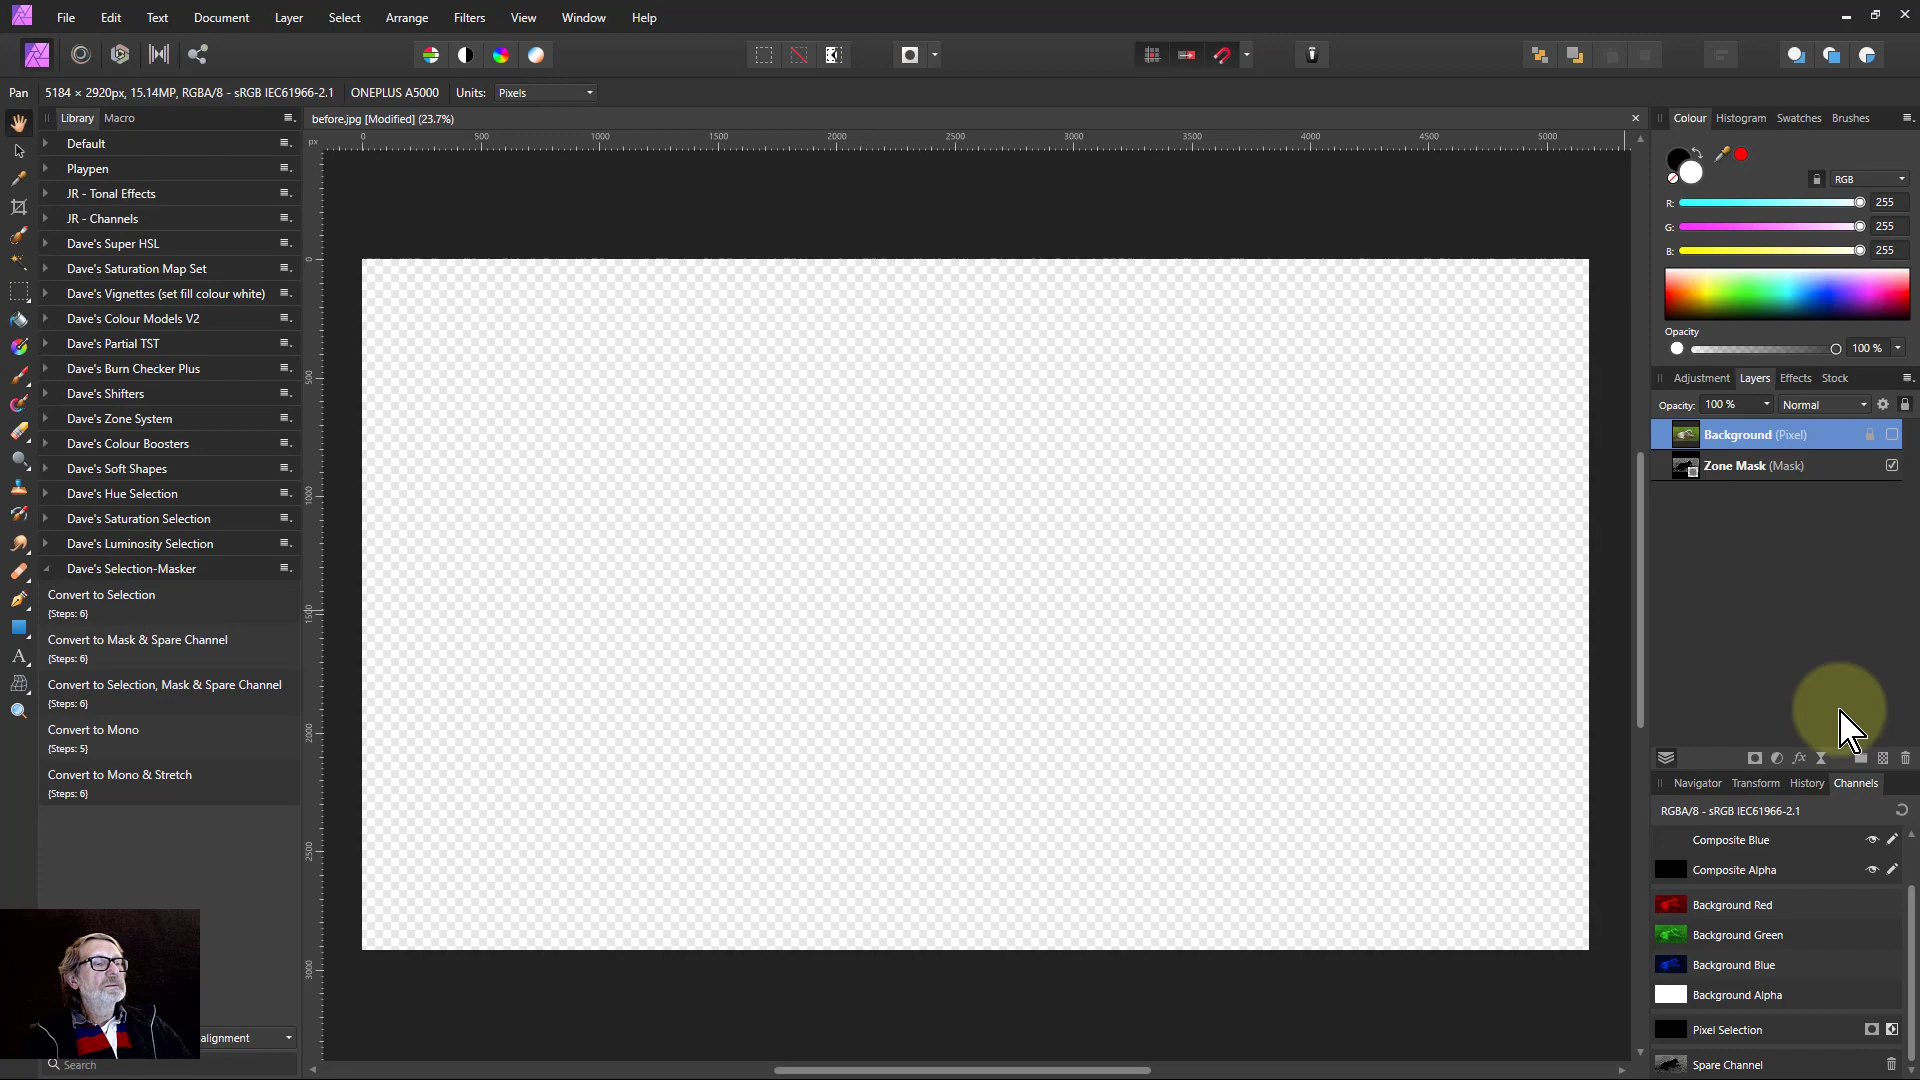 File Edit Text Document Layer Select Arrange Filters View Window Help
Pan 5184 × 2920px, 15.14MP, RGBA/8 - sRGB IEC61966-2.1 ONEPLUS A5000 Units: Pixels
Library Macro
before.jpg [Modified] (23.7%)
px 0 500 1000 1500 2000 2500 3000 3500 4000 4500 5000
0
500
1000
1500
2000
2500
3000
Default
Playpen
JR - Tonal Effects
JR - Channels
Dave's Super HSL
Dave's Saturation Map Set
Dave's Vignettes (set fill colour white)
Dave's Colour Models V2
Dave's Partial TST
Dave's Burn Checker Plus
Dave's Shifters
Dave's Zone System
Dave's Colour Boosters
Dave's Soft Shapes
Dave's Hue Selection
Dave's Saturation Selection
Dave's Luminosity Selection
Dave's Selection-Masker
Convert to Selection
{Steps: 6}
Convert to Mask & Spare Channel
{Steps: 6}
Convert to Selection, Mask & Spare Channel
{Steps: 6}
Convert to Mono
{Steps: 5}
Convert to Mono & Stretch
{Steps: 6}
alignment
Search
Colour Histogram Swatches Brushes
RGB
R: 255
G: 255
B: 255
Opacity
100 %
Adjustment Layers Effects Stock
Opacity: 100 % Normal
Background (Pixel)
Zone Mask (Mask)
fx
Navigator Transform History Channels
RGBA/8 - sRGB IEC61966-2.1
Composite Blue
Composite Alpha
Background Red
Background Green
Background Blue
Background Alpha
Pixel Selection
Spare Channel